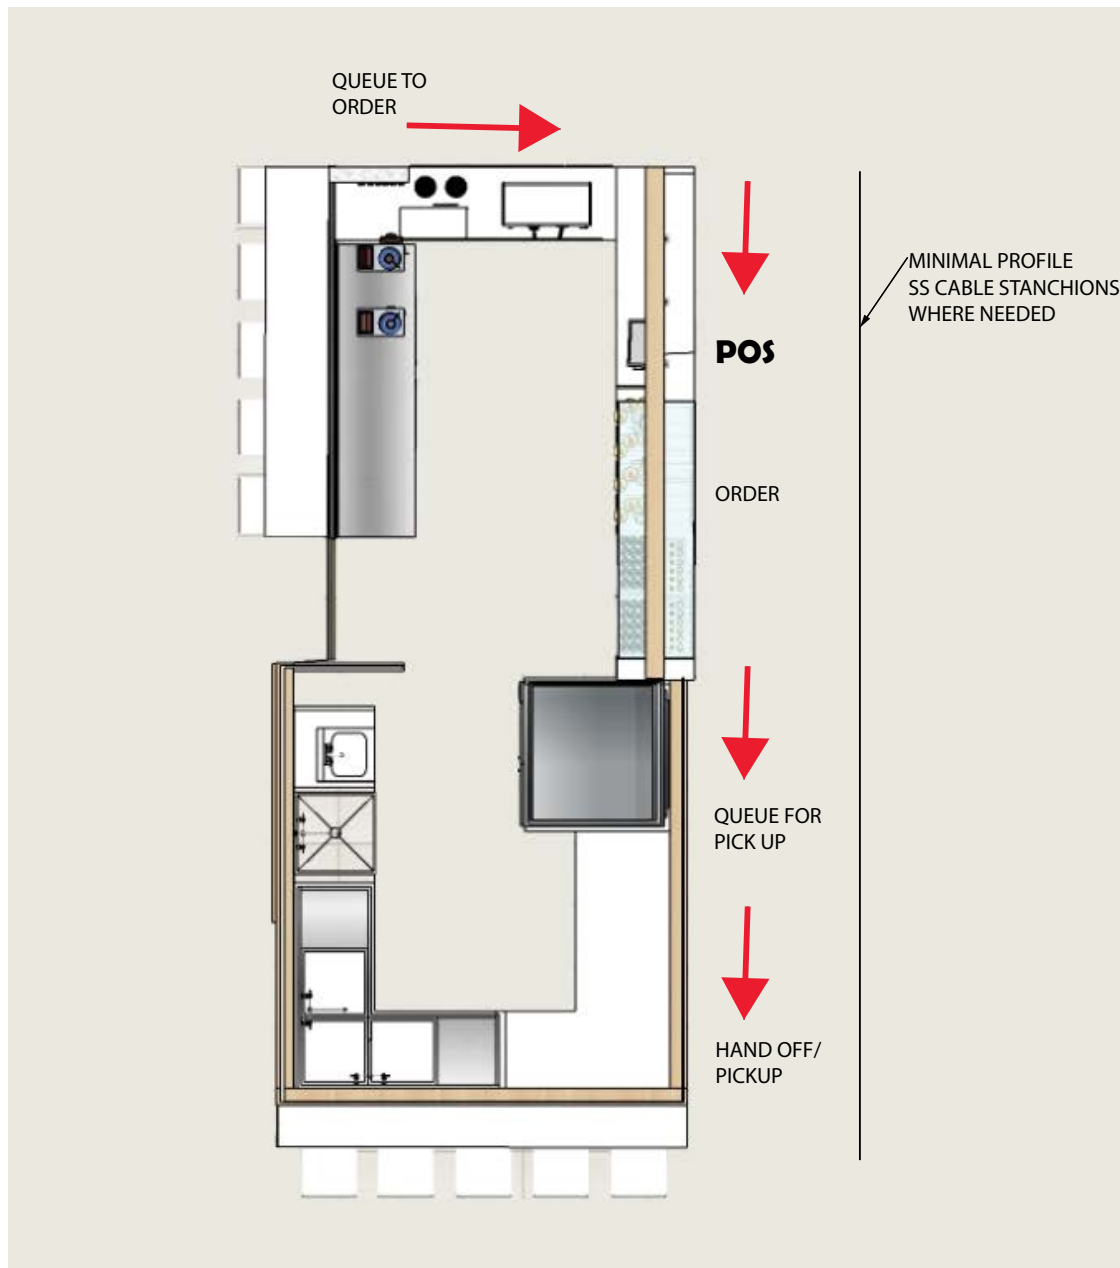 QUEUE TO
ORDER
MINIMAL PROFILE
SS CABLE STANCHIONS
WHERE NEEDED
POS
ORDER
QUEUE FOR
PICK UP
HAND OFF/
PICKUP